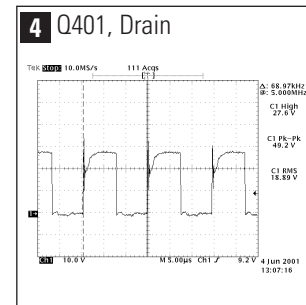 4 Q401, Drain
Tek Stop: 10.0MS/s 111 Acqs
[T]
Δ: 68.97kHz
@: 5.000MHz
C1 High
27.6 V
C1 Pk-Pk
49.2 V
C1 RMS
18.89 V
1
Ch1 10.0 V M 5.00µs Ch1 9.2 V
4 Jun 2001
13:07:16